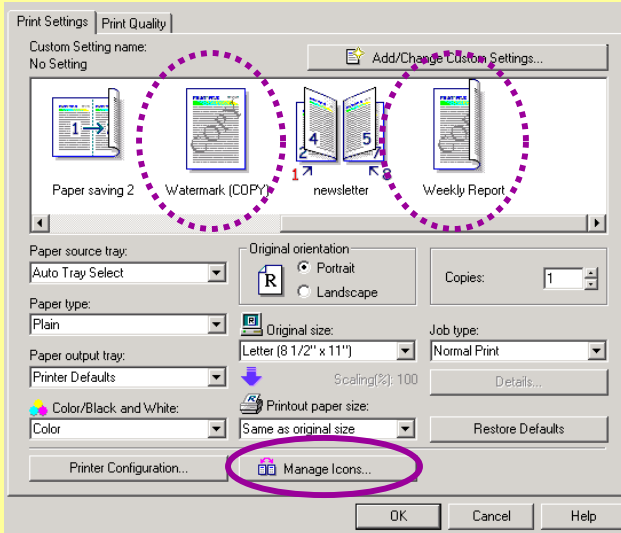 Print Settings
Print Quality
Custom Setting name:
No Setting
Add/Change Custom Settings...
1
COPY
4 5
2 7
1 8
COPY
Paper saving 2
Watermark (COPY)
newsletter
Weekly Report
Paper source tray:
Auto Tray Select
Paper type:
Plain
Paper output tray:
Printer Defaults
Color/Black and White:
Color
Original orientation
R
Portrait
Landscape
Copies:
1
Original size:
Letter (8 1/2" x 11")
Scaling(%): 100
Printout paper size:
Same as original size
Job type:
Normal Print
Details...
Restore Defaults
Printer Configuration...
Manage Icons...
OK
Cancel
Help